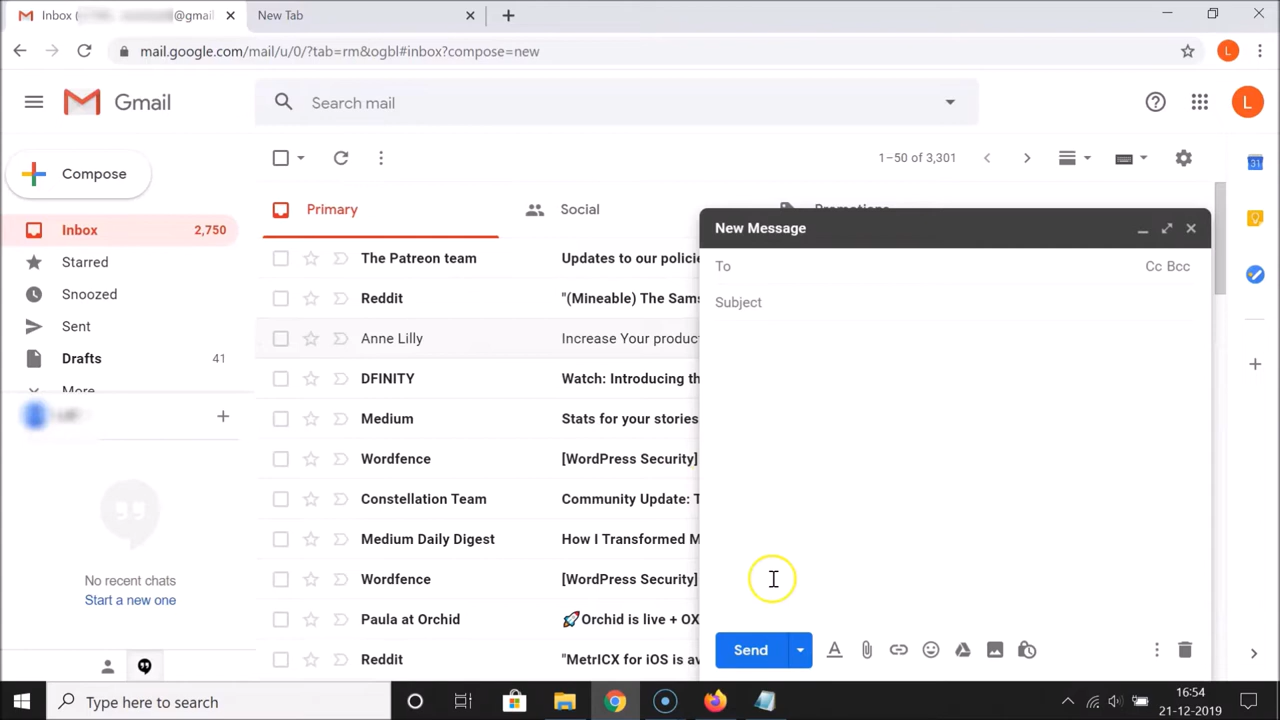 Inbox ( @gmail
New Tab
mail.google.com/mail/u/0/?tab=rm&ogbl#inbox?compose=new
L
Gmail
Search mail
L
Compose
1–50 of 3,301
31
Inbox 2,750
Starred
Snoozed
Sent
Drafts 41
More
Primary
Social
Promotions
The Patreon team Updates to our policie
Reddit "(Mineable) The Sams
Anne Lilly Increase Your produc
DFINITY Watch: Introducing th
Medium Stats for your stories
Wordfence [WordPress Security]
Constellation Team Community Update: T
Medium Daily Digest How I Transformed M
Wordfence [WordPress Security]
Paula at Orchid 🚀Orchid is live + OX
Reddit "MetrICX for iOS is av
New Message
To Cc Bcc
Subject
Send
No recent chats
Start a new one
Type here to search
16:54
21-12-2019